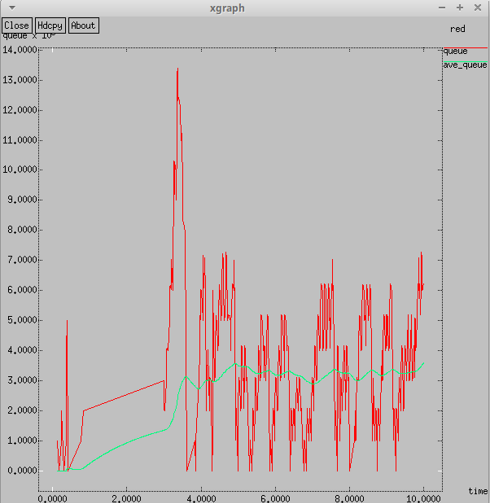 xgraph
Close Hdcpy About
queue x 10
red
queue
ave_queue
14.0000
13.0000
12.0000
11.0000
10.0000
9.0000
8.0000
7.0000
6.0000
5.0000
4.0000
3.0000
2.0000
1.0000
0.0000
time
0.0000 2.0000 4.0000 6.0000 8.0000 10.0000